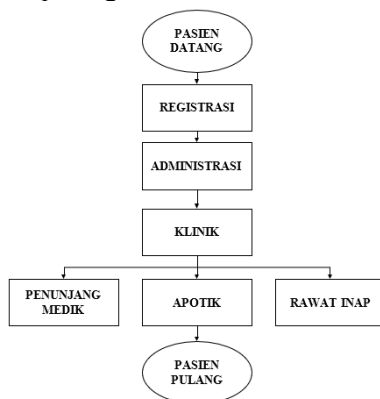 PASIEN
DATANG
REGISTRASI
ADMINISTRASI
KLINIK
PENUNJANG
MEDIK
APOTIK
RAWAT INAP
PASIEN
PULANG